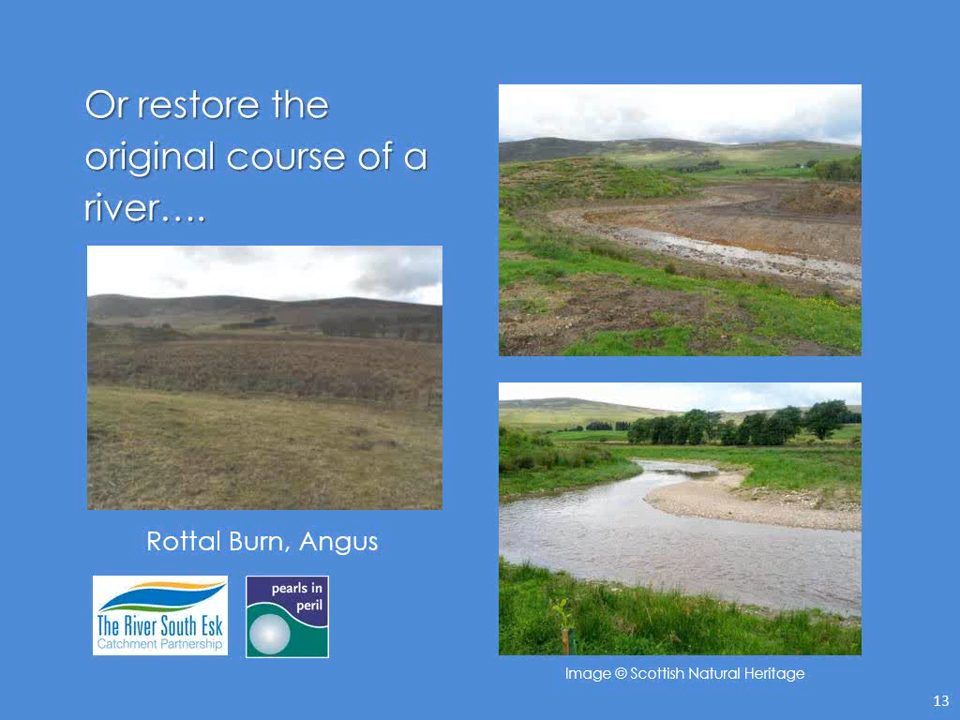 Or restore the
original course of a
river….
Rottal Burn, Angus
The River South Esk
Catchment Partnership
pearls in
peril
Image © Scottish Natural Heritage
13